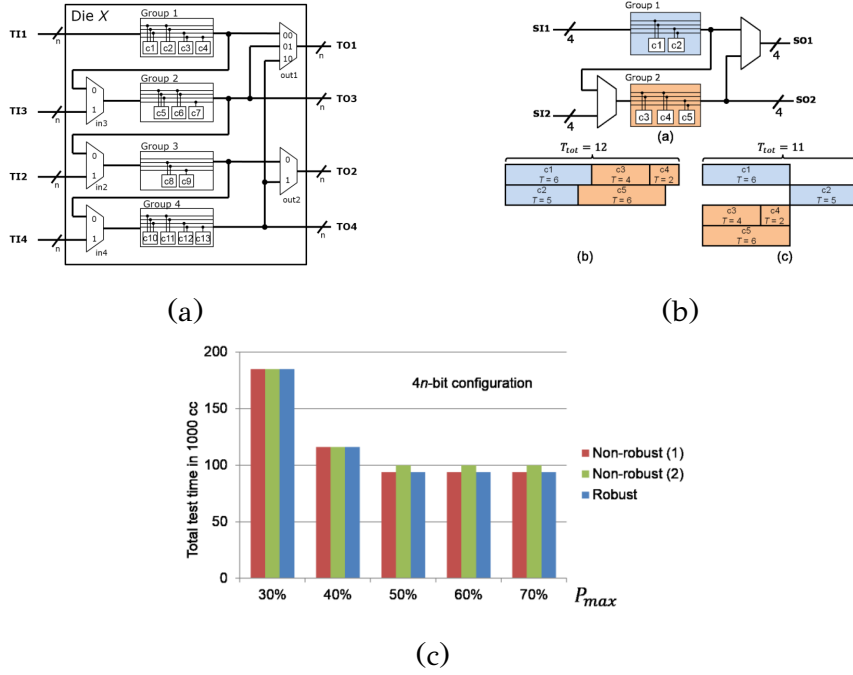 Die X
Group 1
TI1
n
c1 c2 c3 c4
00
01
10
out1
TO1
n
Group 2
0
1
in3
TI3
n
c5 c6 c7
TO3
n
Group 3
0
1
in2
TI2
n
c8 c9
0
1
out2
TO2
n
Group 4
0
1
in4
TI4
n
c10 c11 c12 c13
TO4
n
(a)
Group 1
SI1
4
c1 c2
SO1
4
Group 2
SI2
4
c3 c4 c5
SO2
4
(a)
Ttot = 12
c1
T = 6
c3
T = 4
c4
T = 2
c2
T = 5
c5
T = 6
(b)
Ttot = 11
c1
T = 6
c2
T = 5
c3
T = 4
c4
T = 2
c5
T = 6
(c)
(b)
Total test time in 1000 cc
200
150
100
50
0
4n-bit configuration
30% 40% 50% 60% 70%
Pmax
Non-robust (1)
Non-robust (2)
Robust
(c)